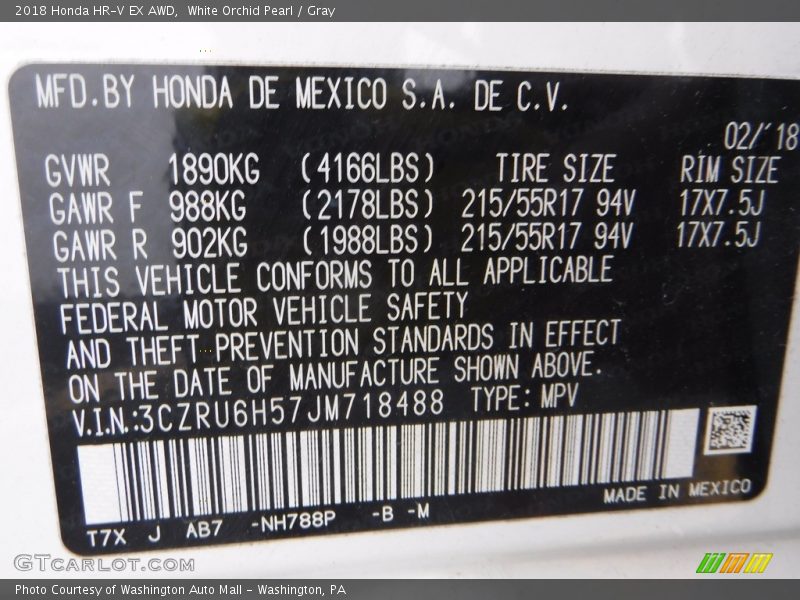 2018 Honda HR-V EX AWD,  White Orchid Pearl / Gray
MFD.BY HONDA DE MEXICO S.A. DE C.V.
02/'18
GVWR 1890KG (4166LBS) TIRE SIZE RIM SIZE
GAWR F 988KG (2178LBS) 215/55R17 94V 17X7.5J
GAWR R 902KG (1988LBS) 215/55R17 94V 17X7.5J
THIS VEHICLE CONFORMS TO ALL APPLICABLE
FEDERAL MOTOR VEHICLE SAFETY
AND THEFT PREVENTION STANDARDS IN EFFECT
ON THE DATE OF MANUFACTURE SHOWN ABOVE.
V.I.N.:3CZRU6H57JM718488 TYPE: MPV
T7X J AB7 -NH788P -B -M MADE IN MEXICO
GTCarLot.com
Photo Courtesy of Washington Auto Mall - Washington, PA